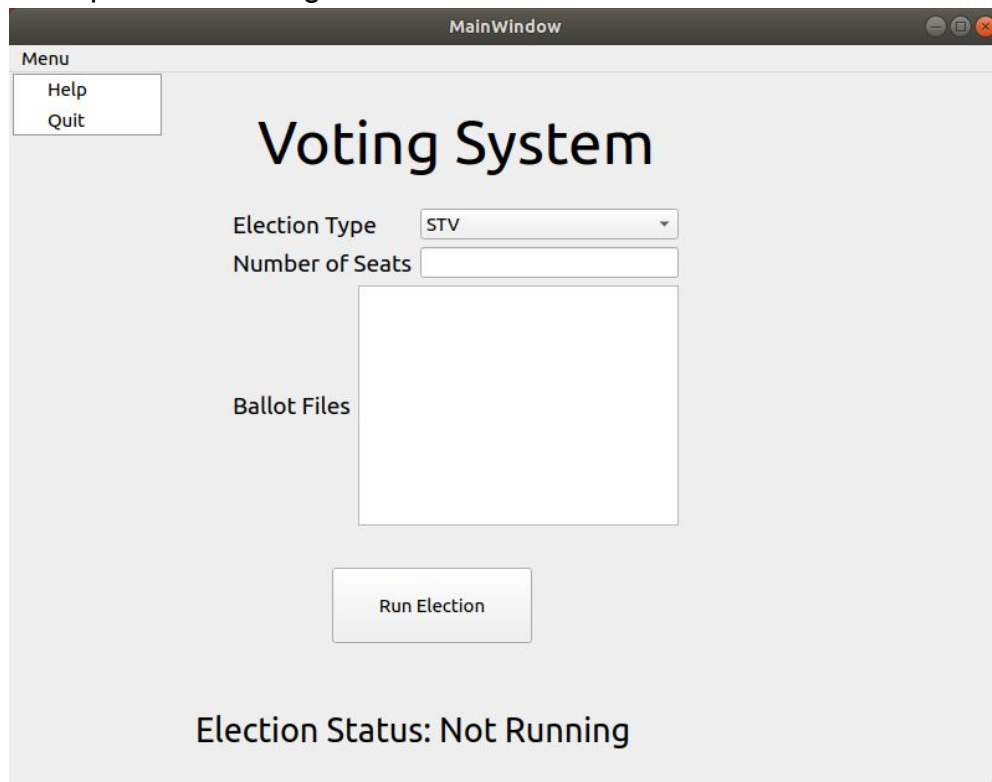 MainWindow
Menu
Help
Quit
Voting System
Election Type STV
Number of Seats
Ballot Files
Run Election
Election Status: Not Running